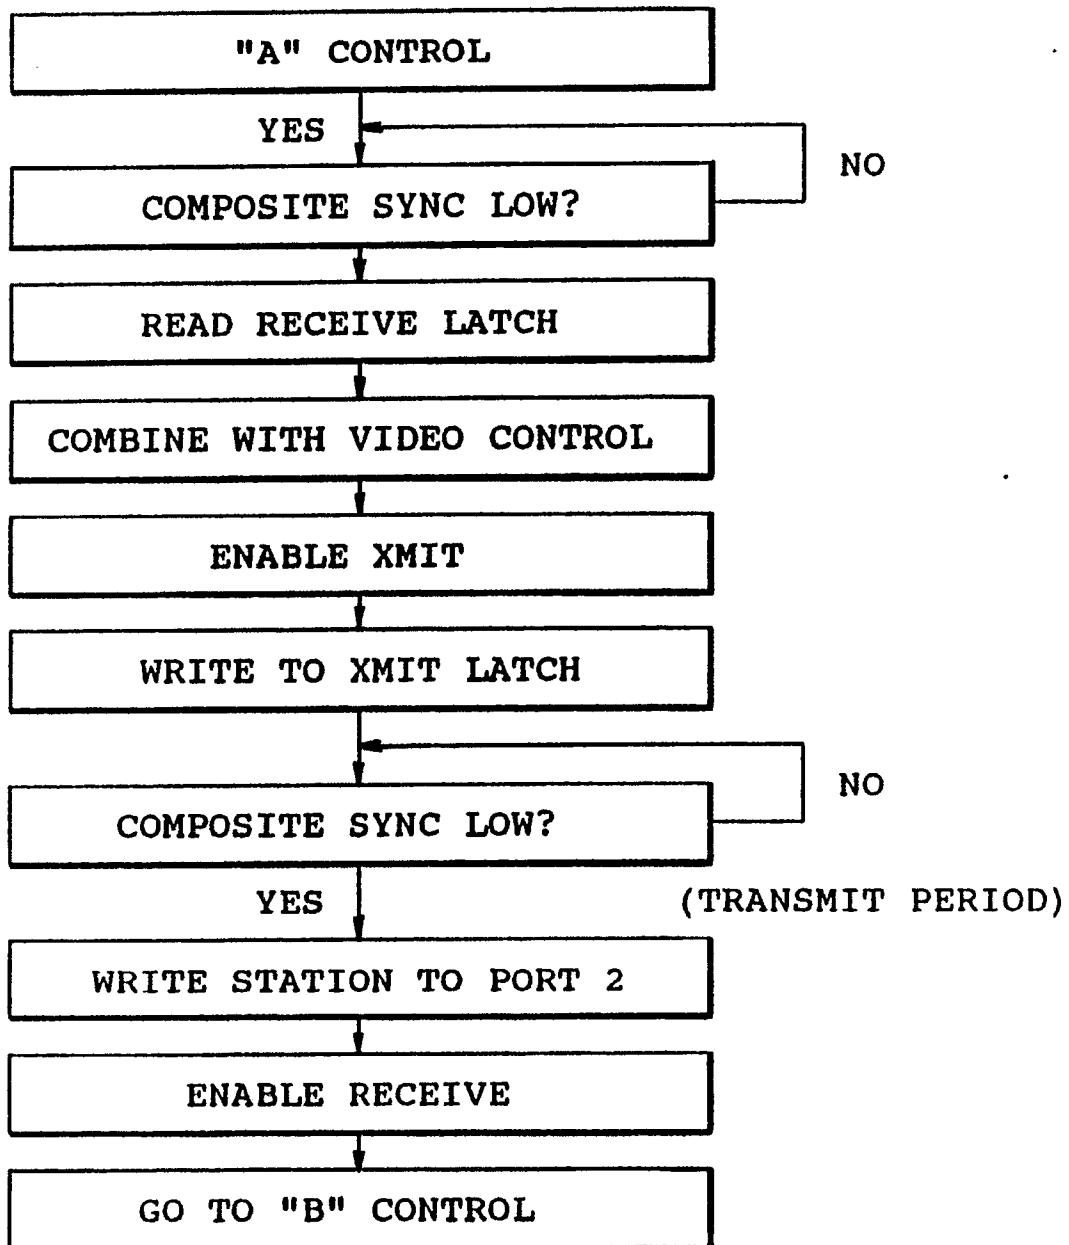 "A" CONTROL
YES
NO
COMPOSITE SYNC LOW?
READ RECEIVE LATCH
COMBINE WITH VIDEO CONTROL
ENABLE XMIT
WRITE TO XMIT LATCH
NO
COMPOSITE SYNC LOW?
YES
(TRANSMIT PERIOD)
WRITE STATION TO PORT 2
ENABLE RECEIVE
GO TO "B" CONTROL